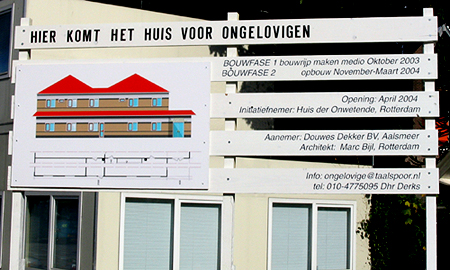 HIER KOMT HET HUIS VOOR ONGELOVIGEN
BOUWFASE 1 bouwrijp maken medio Oktober 2003
BOUWFASE 2 opbouw November-Maart 2004
Opening: April 2004
Initiatiefnemer: Huis der Onwetende, Rotterdam
Aanemer: Douwes Dekker BV, Aalsmeer
Architekt: Marc Bijl, Rotterdam
Info: ongelovige@taalspoor.nl
tel: 010-4775095 Dhr Derks